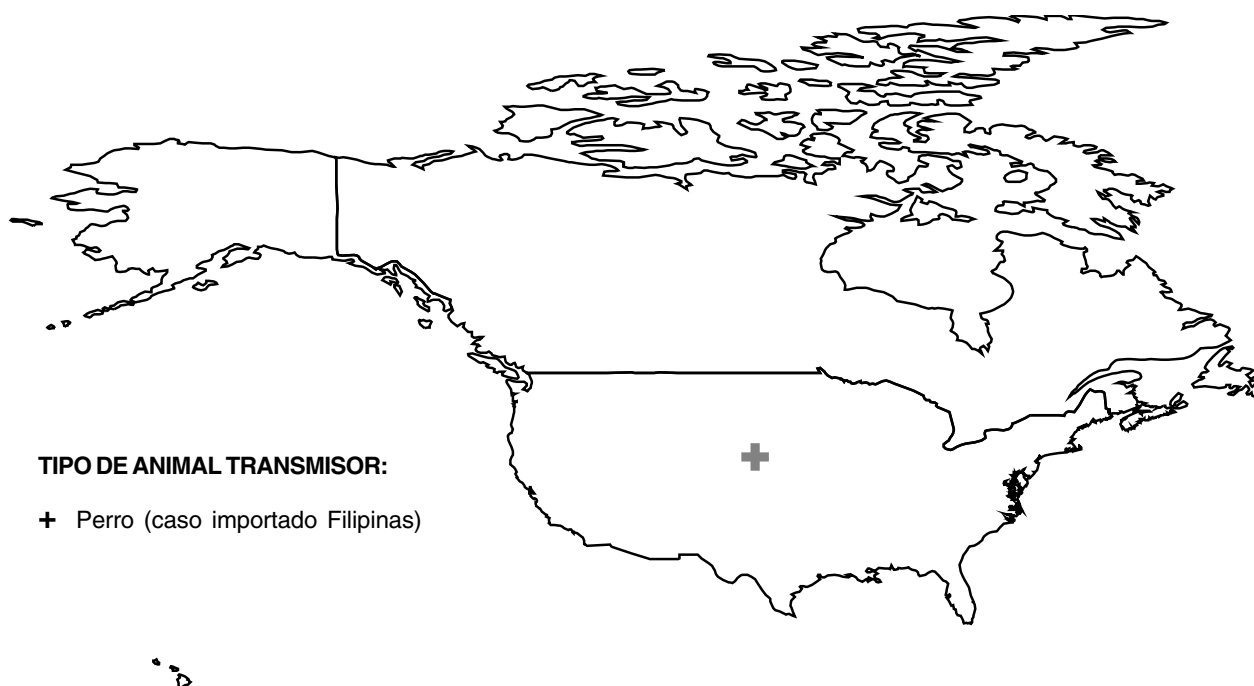 TIPO DE ANIMAL TRANSMISOR:
+ Perro (caso importado Filipinas)